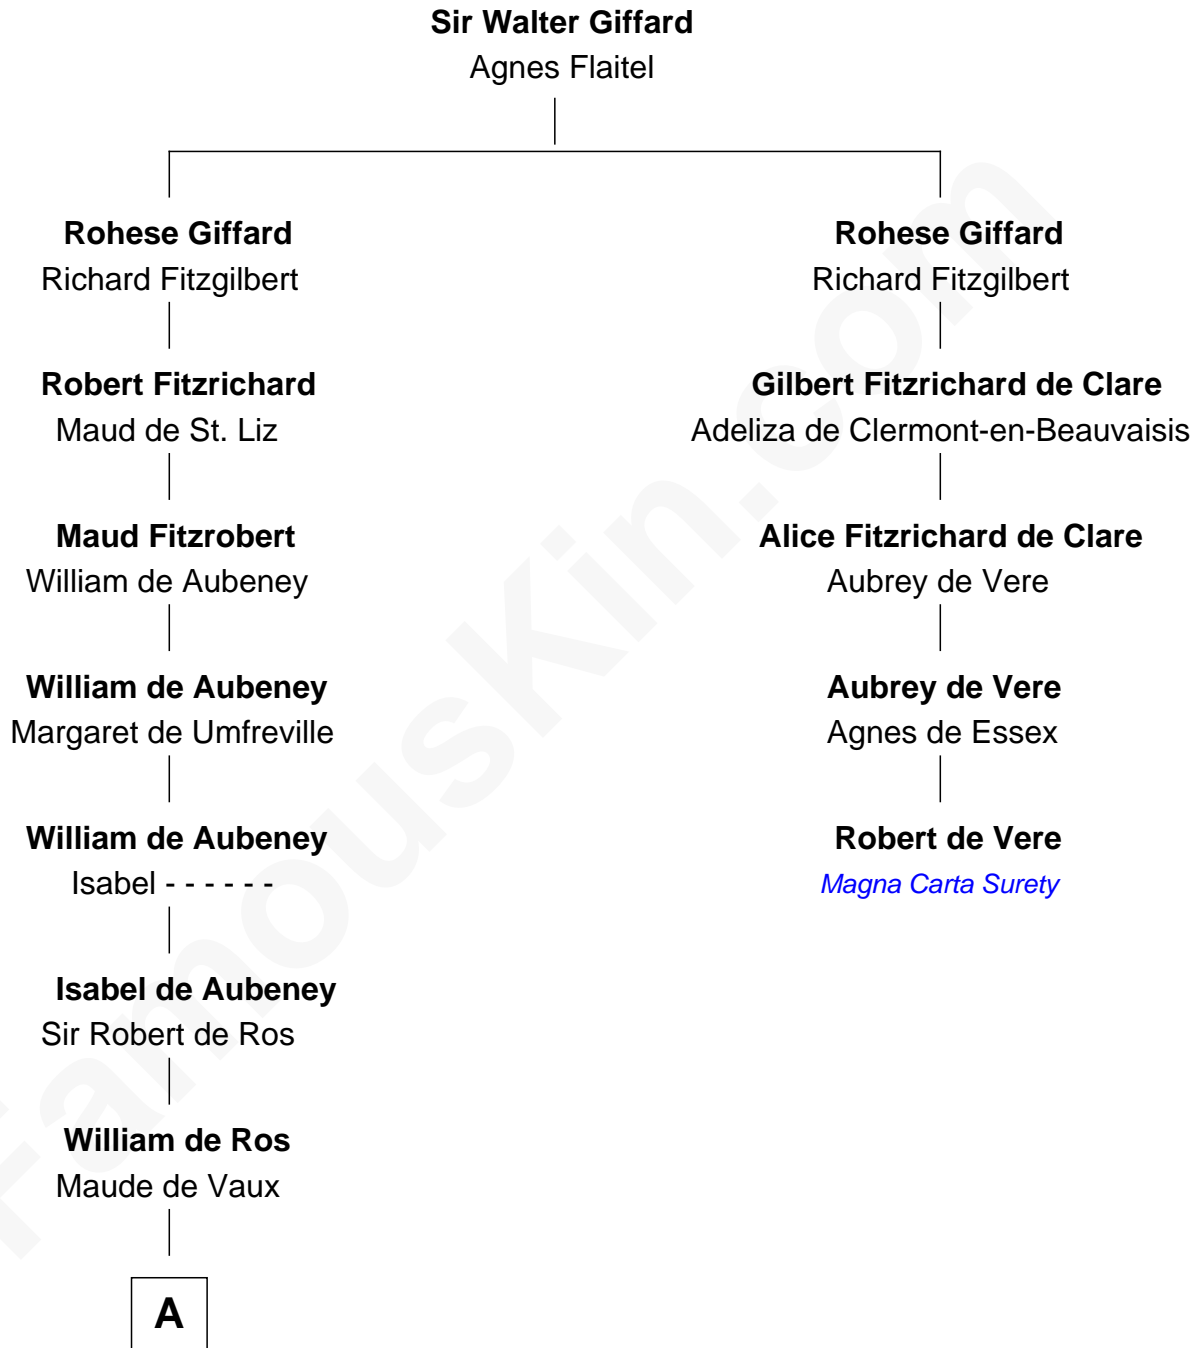 Sir Walter Giffard
Agnes Flaitel
Rohese Giffard
Richard Fitzgilbert
Robert Fitzrichard
Maud de St. Liz
Maud Fitzrobert
William de Aubeney
William de Aubeney
Margaret de Umfreville
William de Aubeney
Isabel - - - - - -
Isabel de Aubeney
Sir Robert de Ros
William de Ros
Maude de Vaux
A
Rohese Giffard
Richard Fitzgilbert
Gilbert Fitzrichard de Clare
Adeliza de Clermont-en-Beauvaisis
Alice Fitzrichard de Clare
Aubrey de Vere
Aubrey de Vere
Agnes de Essex
Robert de Vere
Magna Carta Surety
FamousKin.com